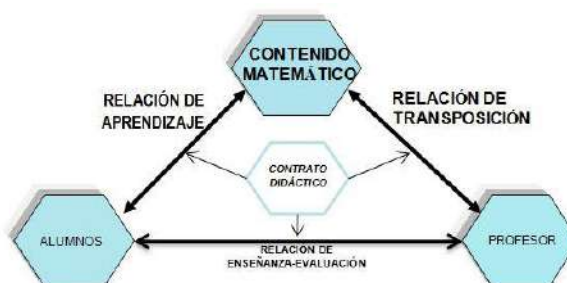 CONTENIDO
MATEMÁTICO
RELACIÓN DE
APRENDIZAJE
RELACIÓN DE
TRANSPOSICIÓN
CONTRATO
DIDÁCTICO
ALUMNOS
PROFESOR
RELACIÓN DE
ENSEÑANZA-EVALUACIÓN